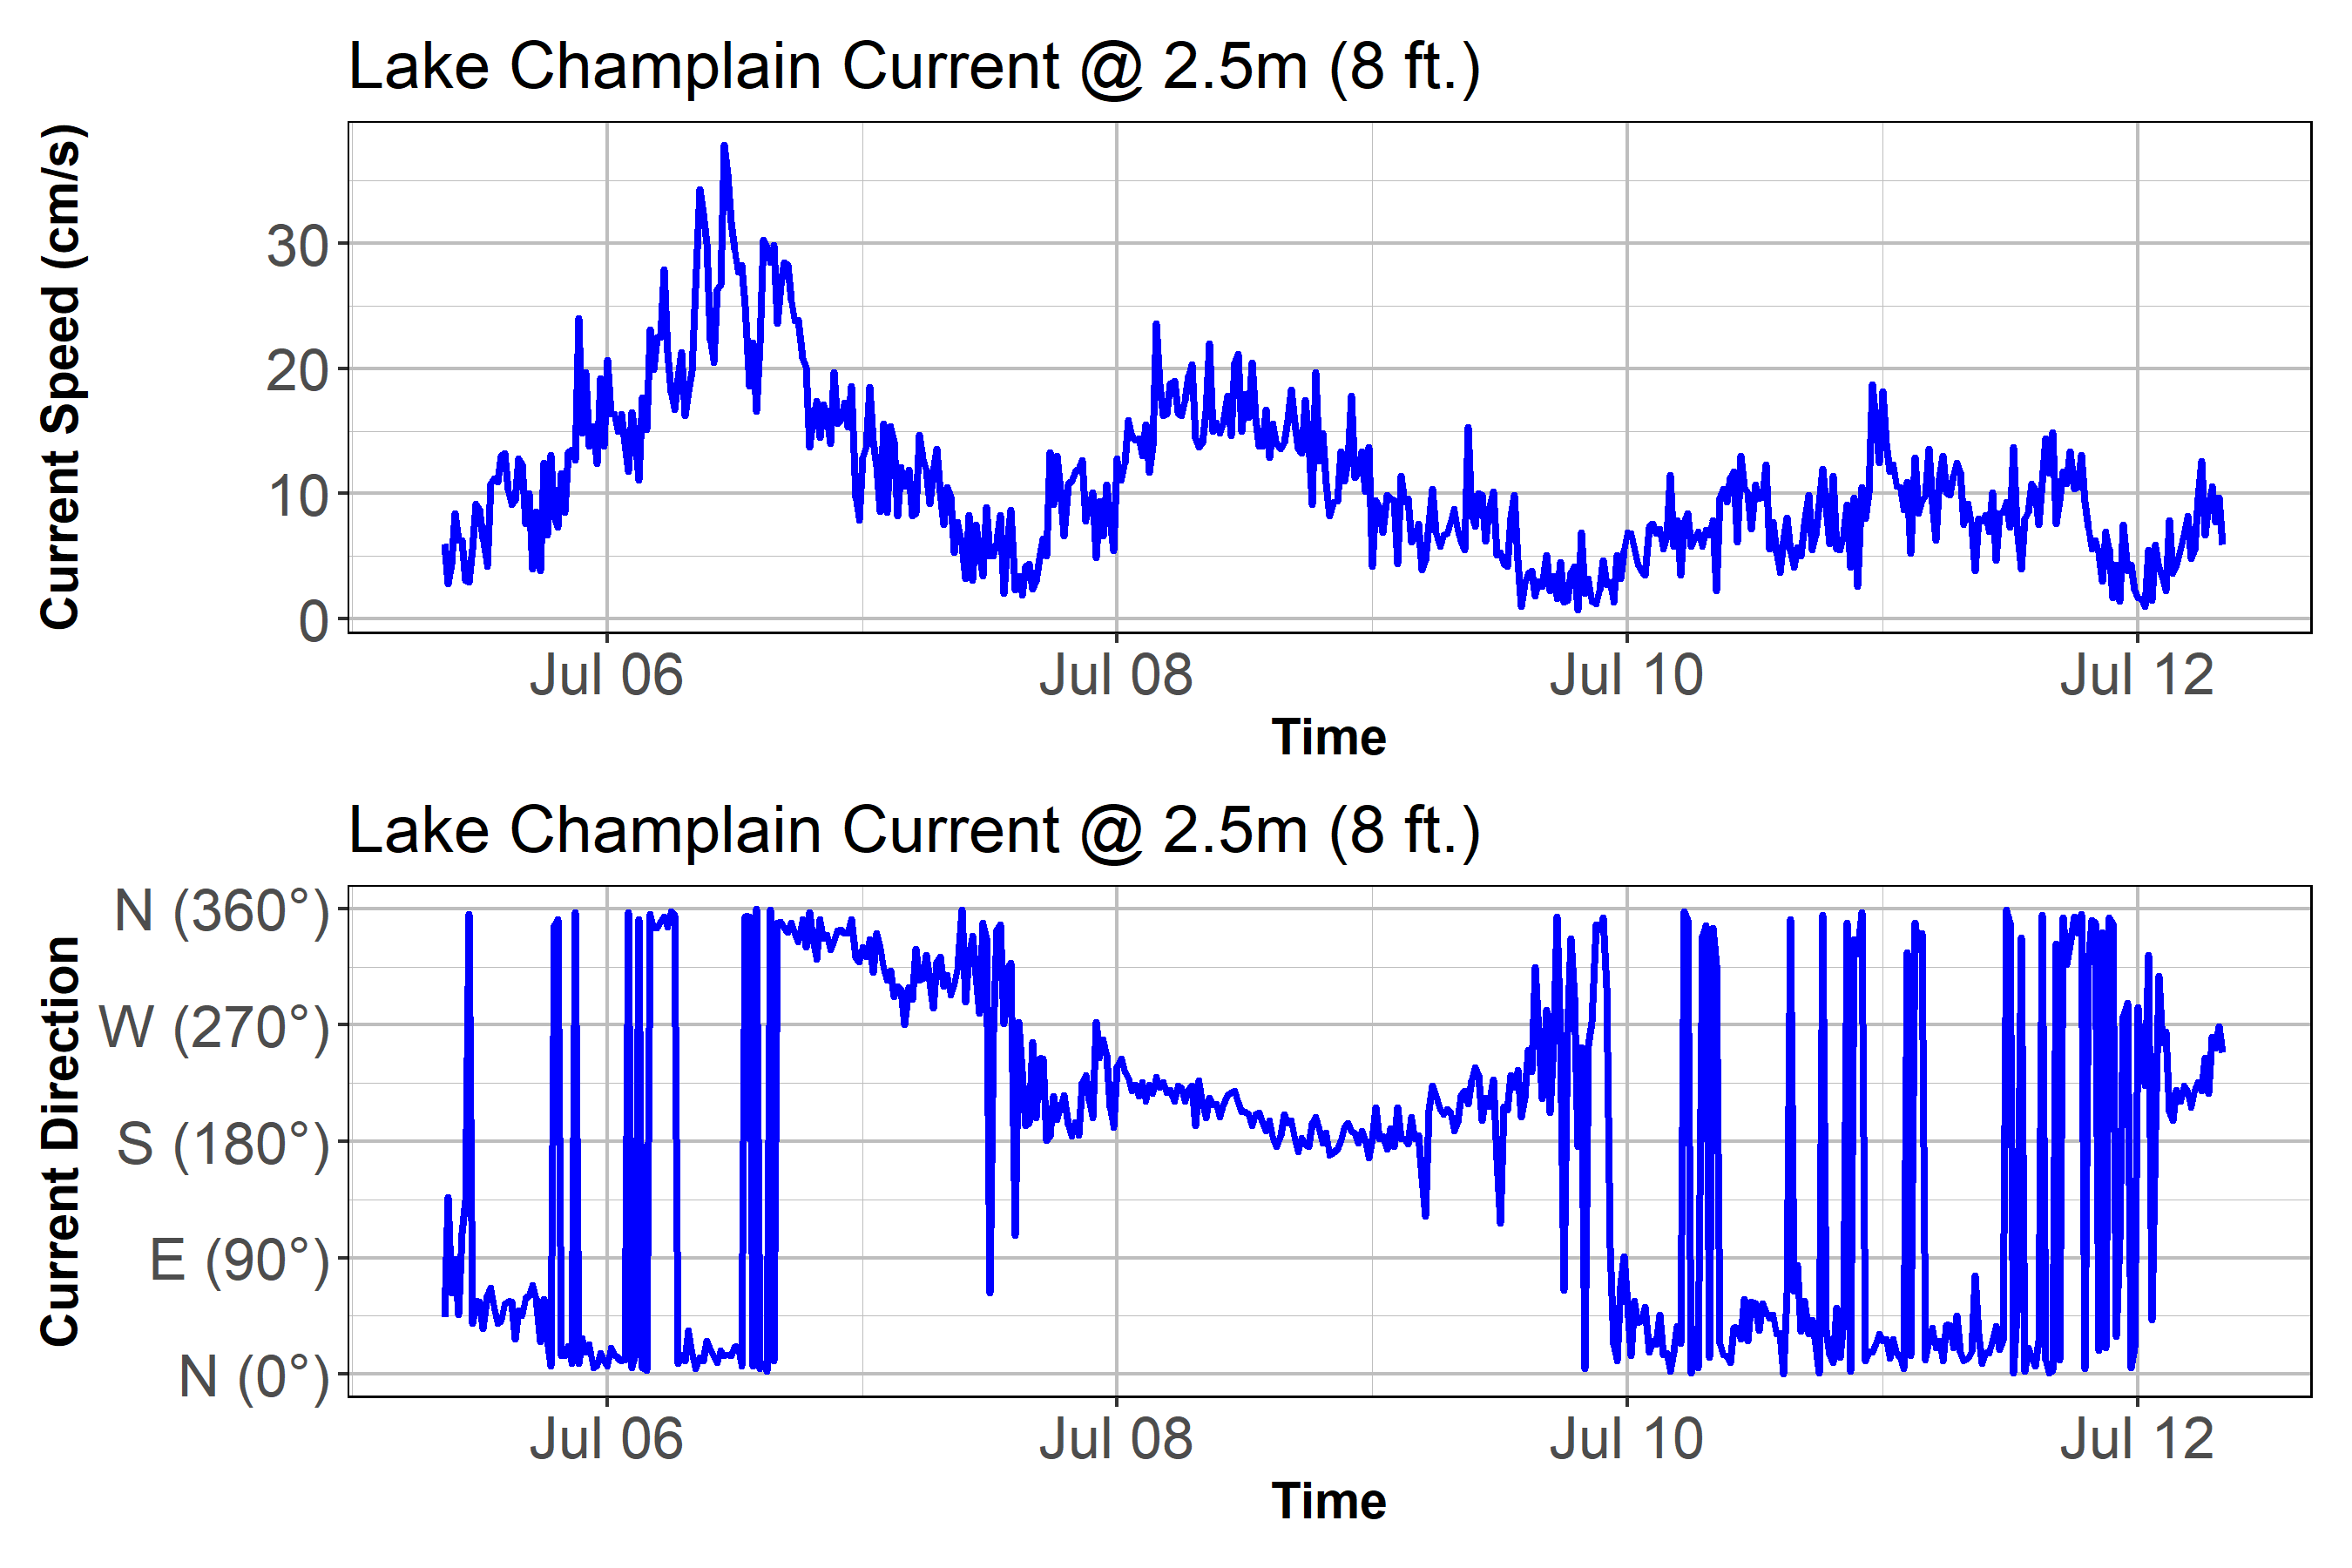 Lake Champlain Current @ 2.5m (8 ft.)
Current Speed (cm/s)
30
20
10
0
Jul 06 Jul 08 Jul 10 Jul 12
Time
Lake Champlain Current @ 2.5m (8 ft.)
Current Direction
N (360°)
W (270°)
S (180°)
E (90°)
N (0°)
Jul 06 Jul 08 Jul 10 Jul 12
Time